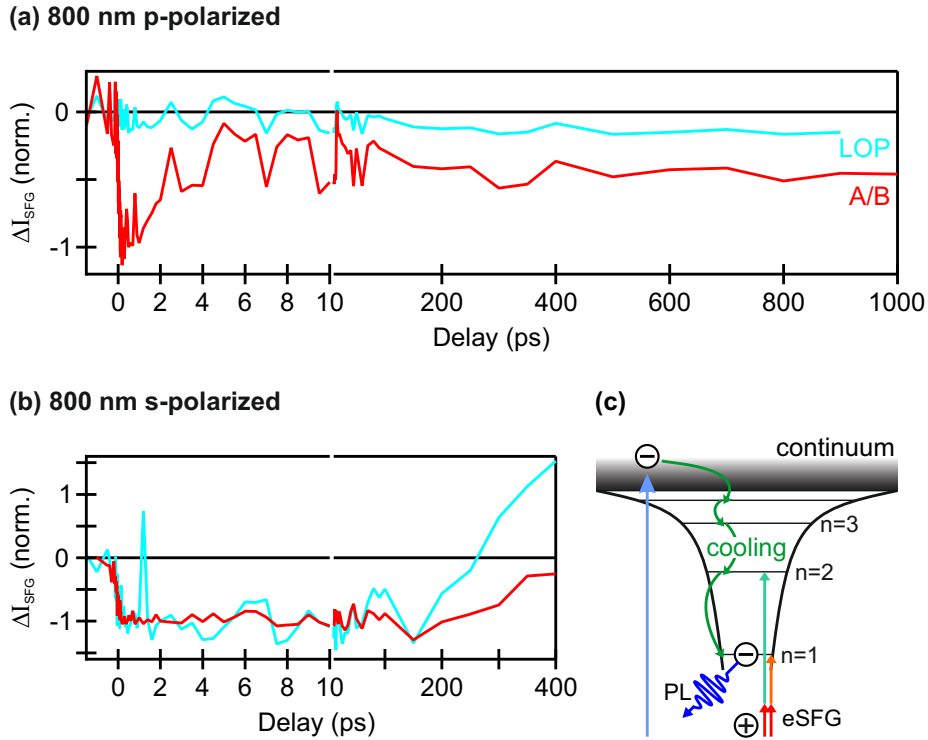 (a) 800 nm p-polarized
0
-1
ΔI_SFG (norm.)
LOP
A/B
0 2 4 6 8 10 200 400 600 800 1000
Delay (ps)
(b) 800 nm s-polarized
1
0
-1
ΔI_SFG (norm.)
0 2 4 6 8 10 200 400
Delay (ps)
(c)
continuum
n=3
cooling
n=2
n=1
PL
eSFG